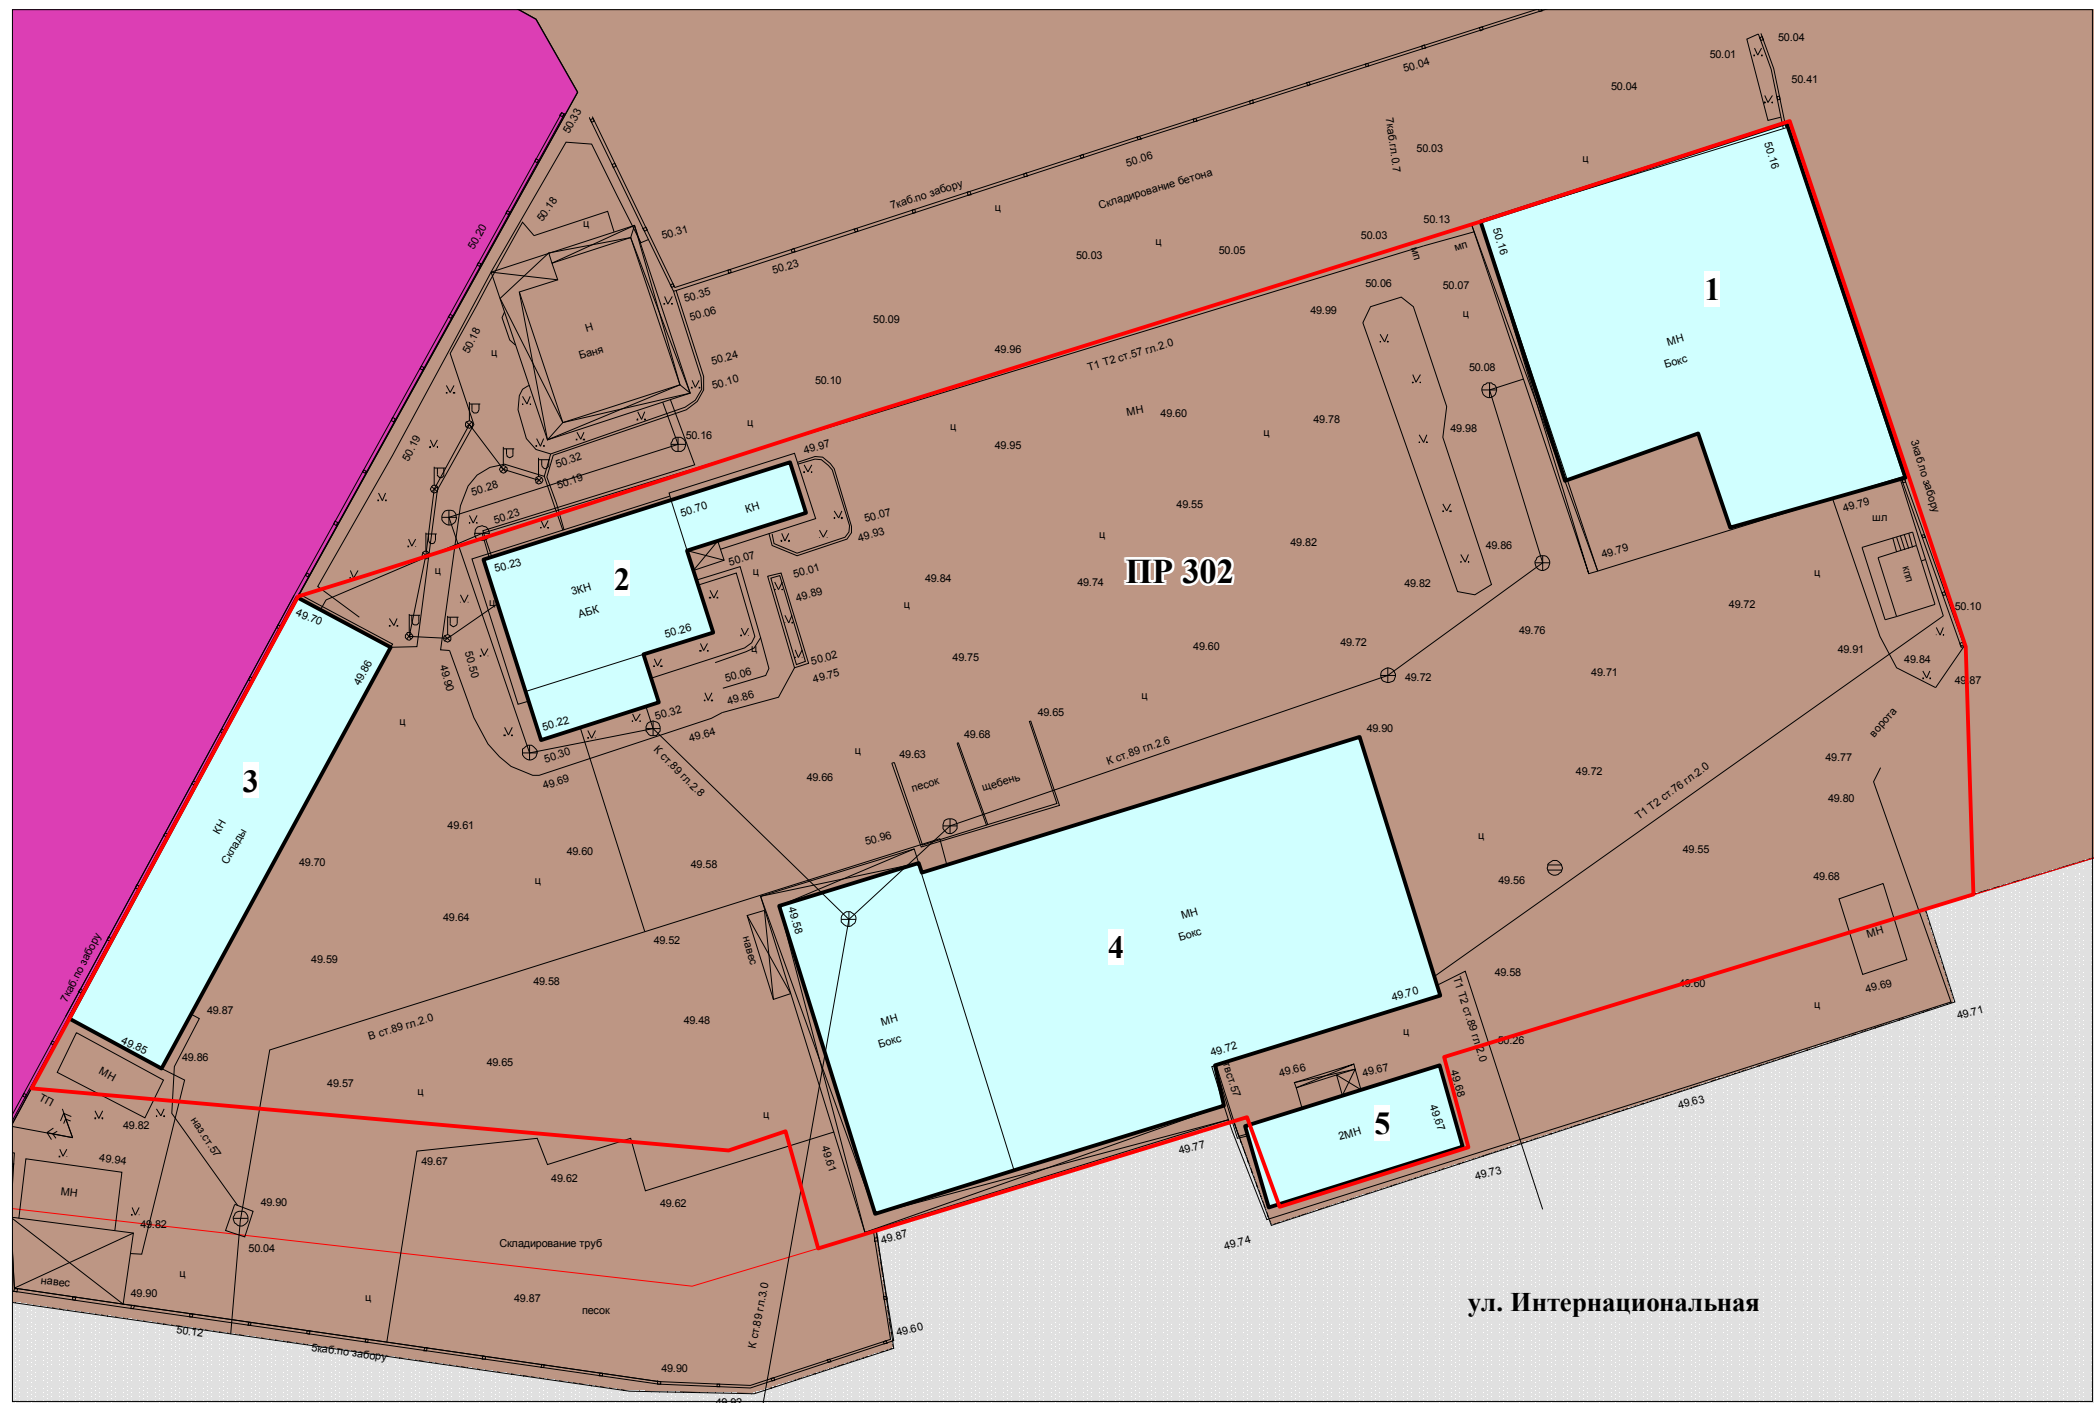 50.04
50.01
50.41
50.04
50.04
50.33
7каб.гл.0.7
50.03
50.06
ц
50.16
7каб.по забору
Складирование бетона
50.18
ц
ц
50.20
50.31
50.13
50.03
мп
мп
50.16
50.23
50.03
ц
50.05
50.35
50.06
50.06
50.07
1
50.09
49.99
ц
Н
Баня
50.18
ц
49.96
Т1 Т2 ст.57 гл.2.0
МН
Бокс
50.24
50.10
50.10
50.08
МН
49.60
49.78
49.98
ц
ц
ц
50.16
49.97
49.95
50.19
50.32
50.19
50.28
3каб.по забору
50.23
50.70
КН
50.07
49.93
49.55
49.79
шл
50.23
50.07
ц
49.82
49.86
49.79
2
3КН
АБК
ц
ц
50.01
49.89
49.84
49.74
ПР 302
49.82
ц
кпп
ц
49.70
50.26
ц
49.72
50.10
49.86
49.90
50.50
ц
50.02
49.75
49.75
49.60
49.72
49.76
49.91
49.84
50.06
49.86
49.72
49.71
49.87
ц
50.22
50.32
49.64
ц
49.65
49.68
49.90
ворота
50.30
49.69
К ст.89 гл.2.8
ц
49.63
К ст.89 гл.2.6
49.77
3
49.66
песок
щебень
49.72
Т1 Т2 ст.76 гл.2.0
49.80
КН
Склады
49.61
50.96
ц
49.70
49.60
49.58
49.55
49.56
49.68
ц
49.64
49.58
МН
Бокс
49.52
навес
4
МН
7каб.по забору
49.59
49.58
49.58
49.60
49.69
49.70
49.87
49.48
МН
Бокс
Т1 Т2 ст.89 гл.2.0
ц
49.71
В ст.89 гл.2.0
ц
50.26
49.85
49.86
49.65
49.72
МН
49.57
ц
49.66
49.67
49.68
ТП
49.82
наз.ст.57
ц
49.67
49.63
5
2МН
49.94
49.67
49.61
49.77
49.62
49.73
МН
49.90
49.62
49.82
50.04
Складирование труб
49.87
49.74
ц
навес
49.90
ц
49.87
песок
К ст.89 гл.3.0
ул. Интернациональная
50.12
5каб.по забору
49.60
49.90